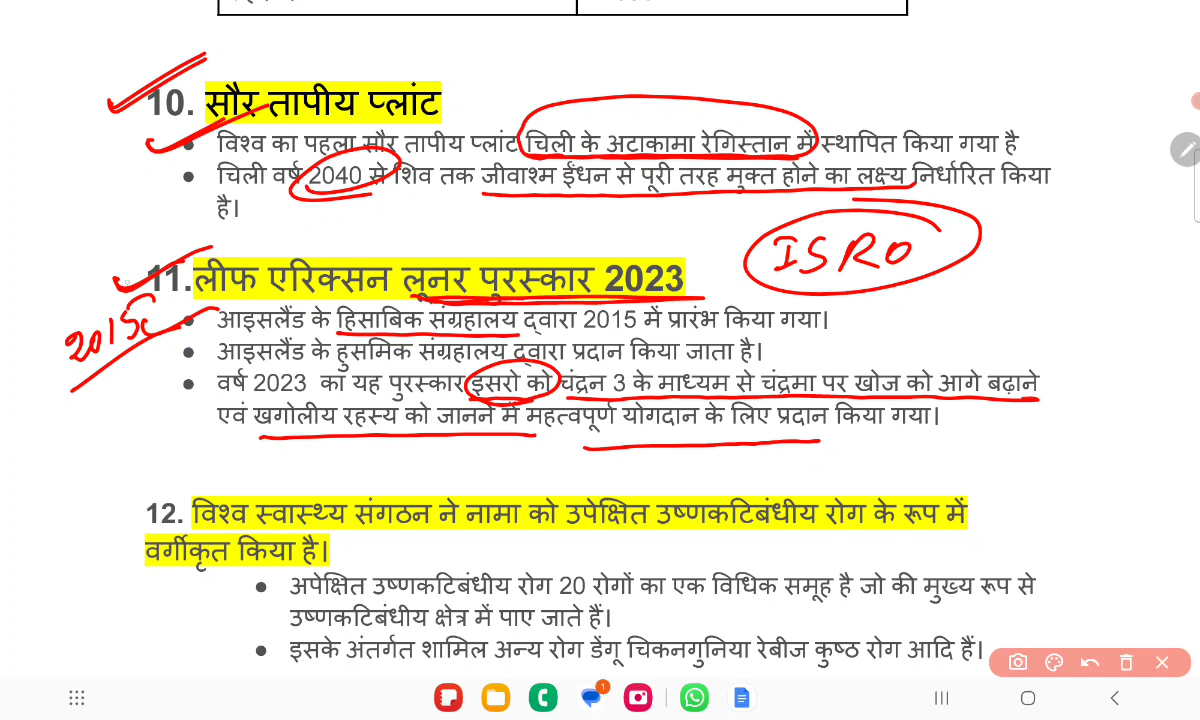 10. सौर तापीय प्लांट
विश्व का पहला सौर तापीय प्लांट चिली के अटाकामा रेगिस्तान में स्थापित किया गया है
चिली वर्ष 2040 से शिव तक जीवाश्म ईंधन से पूरी तरह मुक्त होने का लक्ष्य निर्धारित किया
है।
ISRO
11. लीफ एरिक्सन लूनर पुरस्कार 2023
2015
आइसलैंड के हिसाबिक संग्रहालय द्वारा 2015 में प्रारंभ किया गया।
आइसलैंड के हुसमिक संग्रहालय द्वारा प्रदान किया जाता है।
वर्ष 2023 का यह पुरस्कार इसरो को चंद्रन 3 के माध्यम से चंद्रमा पर खोज को आगे बढ़ाने
एवं खगोलीय रहस्य को जानने में महत्वपूर्ण योगदान के लिए प्रदान किया गया।
12. विश्व स्वास्थ्य संगठन ने नामा को उपेक्षित उष्णकटिबंधीय रोग के रूप में
वर्गीकृत किया है।
अपेक्षित उष्णकटिबंधीय रोग 20 रोगों का एक विधिक समूह है जो की मुख्य रूप से
उष्णकटिबंधीय क्षेत्र में पाए जाते हैं।
इसके अंतर्गत शामिल अन्य रोग डेंगू चिकनगुनिया रेबीज कुष्ठ रोग आदि हैं।
1